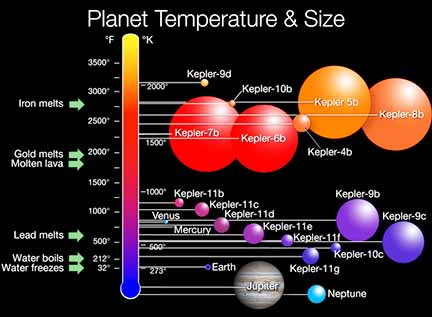 Planet Temperature & Size
°F °K
3500°
Kepler-9d
2000°
Kepler-10b
3000°
Iron melts
Kepler 5b
Kepler-8b
2500°
Kepler-7b
Kepler-6b
1500°
Kepler-4b
Gold melts
2000°
Molten lava
1500°
1000°
Kepler-11b
Kepler-9b
Kepler-11c
1000°
Venus
Kepler-11d
Kepler-9c
Mercury
Kepler-11e
Lead melts
Kepler-11f
500°
500°
Kepler-10c
Water boils
212°
Kepler-11g
Water freezes
32°
273°
Earth
Jupiter
Neptune